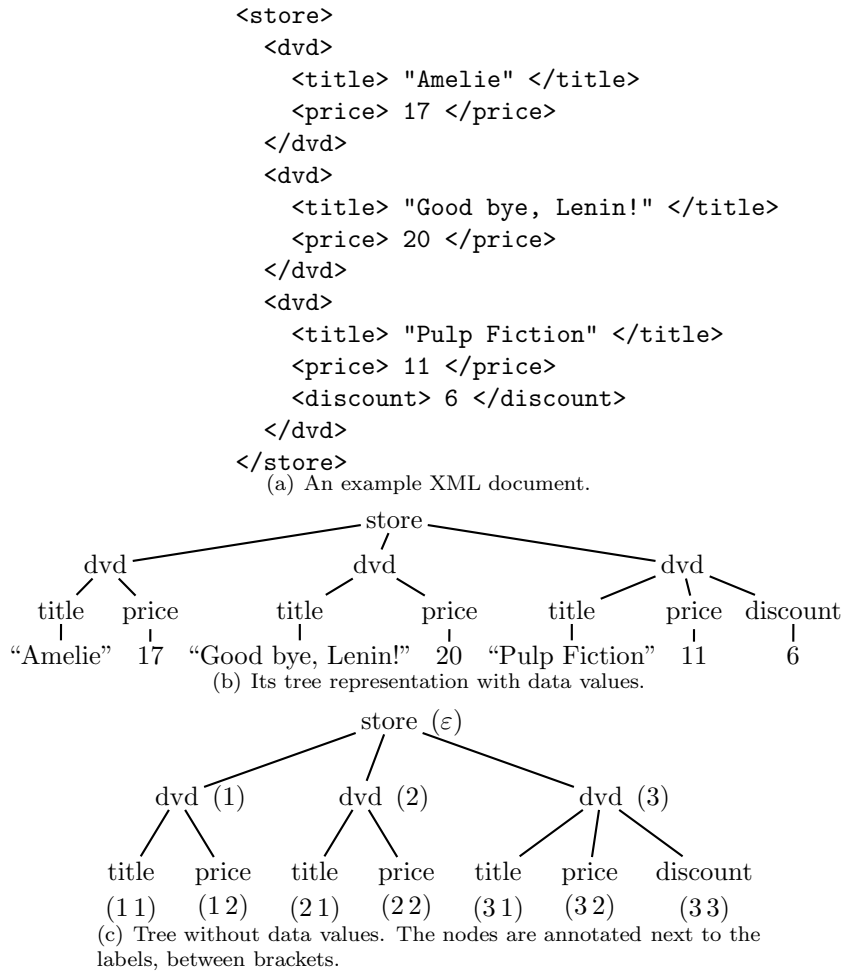 <store>
<dvd>
<title> "Amelie" </title>
<price> 17 </price>
</dvd>
<dvd>
<title> "Good bye, Lenin!" </title>
<price> 20 </price>
</dvd>
<dvd>
<title> "Pulp Fiction" </title>
<price> 11 </price>
<discount> 6 </discount>
</dvd>
</store>
(a) An example XML document.
store
dvd dvd dvd
title price title price title price discount
“Amelie” 17 “Good bye, Lenin!” 20 “Pulp Fiction” 11 6
(b) Its tree representation with data values.
store (ε)
dvd (1) dvd (2) dvd (3)
title price title price title price discount
(1 1) (1 2) (2 1) (2 2) (3 1) (3 2) (3 3)
(c) Tree without data values. The nodes are annotated next to the
labels, between brackets.